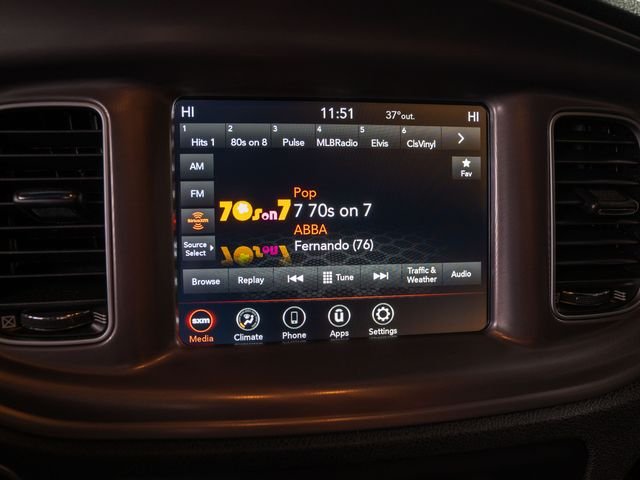 HI 11:51 37°out. HI
1 Hits 1 2 80s on 8 3 Pulse 4 MLBRadio 5 Elvis 6 ClsVinyl
AM
Fav
FM
Pop
70s on 7 7 70s on 7
siriusxm
ABBA
Source
Select
Fernando (76)
Browse Replay Tune Traffic &
Weather Audio
sxm
Media Climate Phone Apps Settings